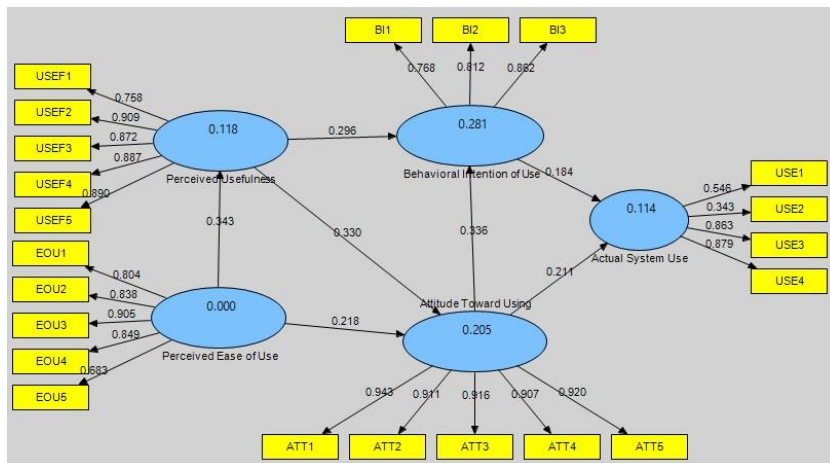 BI1
BI2
BI3
USEF1
0.768
0.812
0.862
0.758
USEF2
0.909
0.118
0.281
USEF3
0.872
0.296
0.887
USEF4
Perceived Usefulness
Behavioral Intention of Use
0.184
USE1
0.890
0.546
USEF5
0.343
0.330
0.336
0.114
0.343
USE2
0.863
USE3
EOU1
0.804
0.211
Actual System Use
0.879
EOU2
0.838
0.000
Attitude Toward Using
USE4
EOU3
0.905
0.218
0.205
0.849
EOU4
Perceived Ease of Use
0.683
EOU5
0.943
0.911
0.916
0.907
0.920
ATT1
ATT2
ATT3
ATT4
ATT5